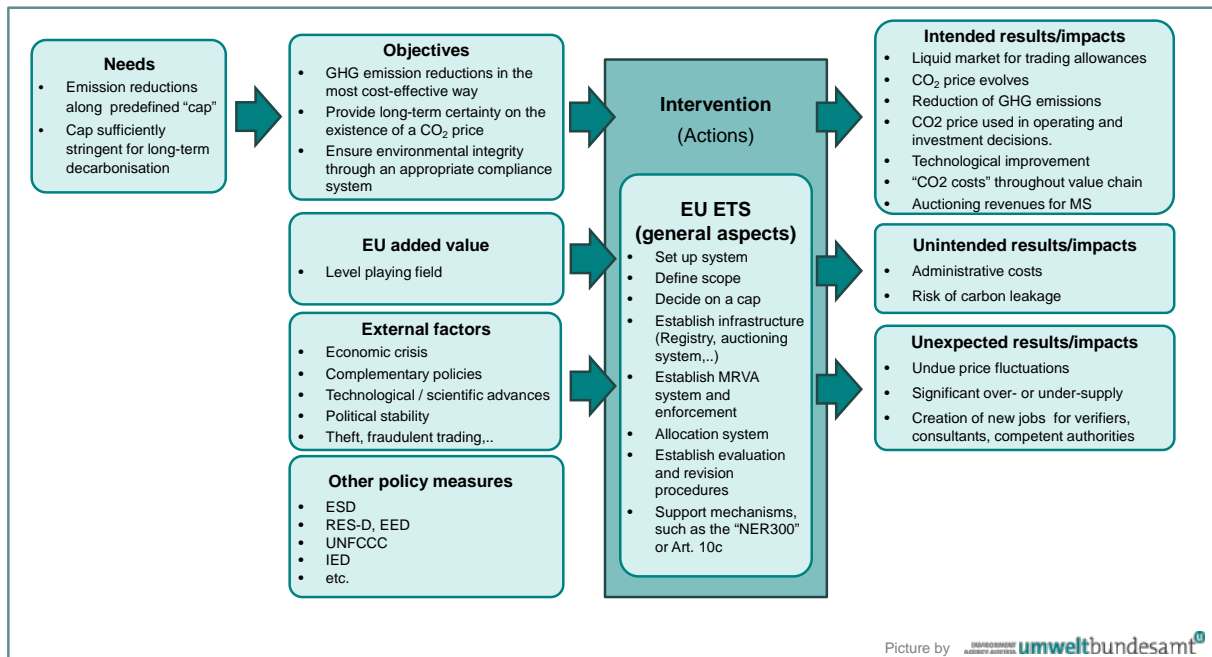 Needs
• Emission reductions
along predefined “cap”
• Cap sufficiently
stringent for long-term
decarbonisation
Objectives
• GHG emission reductions in the
most cost-effective way
• Provide long-term certainty on the
existence of a CO₂ price
• Ensure environmental integrity
through an appropriate compliance
system
EU added value
• Level playing field
External factors
• Economic crisis
• Complementary policies
• Technological / scientific advances
• Political stability
• Theft, fraudulent trading,..
Other policy measures
• ESD
• RES-D, EED
• UNFCCC
• IED
• etc.
Intervention
(Actions)
EU ETS
(general aspects)
• Set up system
• Define scope
• Decide on a cap
• Establish infrastructure
(Registry, auctioning
system,..)
• Establish MRVA
system and
enforcement
• Allocation system
• Establish evaluation
and revision
procedures
• Support mechanisms,
such as the “NER300”
or Art. 10c
Intended results/impacts
• Liquid market for trading allowances
• CO₂ price evolves
• Reduction of GHG emissions
• CO2 price used in operating and
investment decisions.
• Technological improvement
• “CO2 costs” throughout value chain
• Auctioning revenues for MS
Unintended results/impacts
• Administrative costs
• Risk of carbon leakage
Unexpected results/impacts
• Undue price fluctuations
• Significant over- or under-supply
• Creation of new jobs for verifiers,
consultants, competent authorities
Picture by
ENVIRONMENT
AGENCY AUSTRIA umweltbundesamt
u